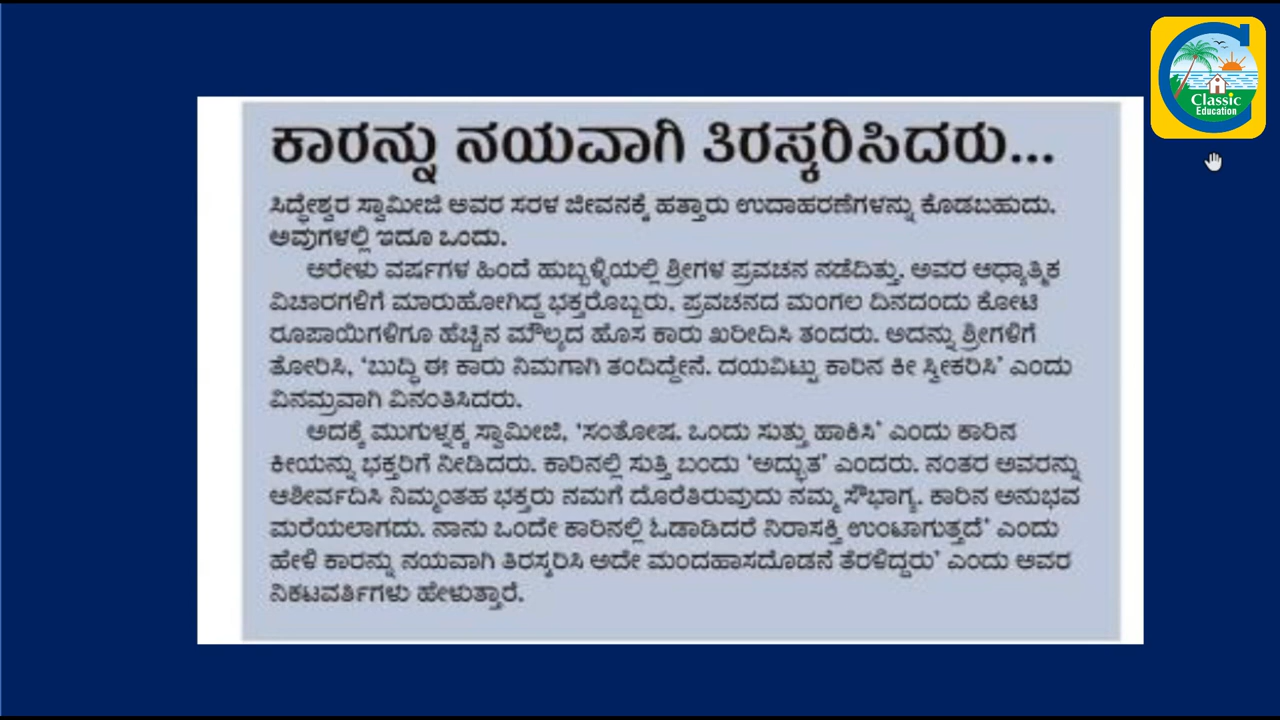 Classic
Education
ಕಾರನ್ನು ನಯವಾಗಿ ತಿರಸ್ಕರಿಸಿದರು...
ಸಿದ್ಧೇಶ್ವರ ಸ್ವಾಮೀಜಿ ಅವರ ಸರಳ ಜೀವನಕ್ಕೆ ಹತ್ತಾರು ಉದಾಹರಣೆಗಳನ್ನು ಕೊಡಬಹುದು.
ಅವುಗಳಲ್ಲಿ ಇದೂ ಒಂದು.
ಆರೇಳು ವರ್ಷಗಳ ಹಿಂದೆ ಹುಬ್ಬಳ್ಳಿಯಲ್ಲಿ ಶ್ರೀಗಳ ಪ್ರವಚನ ನಡೆದಿತ್ತು. ಅವರ ಆಧ್ಯಾತ್ಮಿಕ
ವಿಚಾರಗಳಿಗೆ ಮಾರುಹೋಗಿದ್ದ ಭಕ್ತರೊಬ್ಬರು, ಪ್ರವಚನದ ಮಂಗಲ ದಿನದಂದು ಕೋಟಿ
ರೂಪಾಯಿಗಳಿಗೂ ಹೆಚ್ಚಿನ ಮೌಲ್ಯದ ಹೊಸ ಕಾರು ಖರೀದಿಸಿ ತಂದರು. ಅದನ್ನು ಶ್ರೀಗಳಿಗೆ
ತೋರಿಸಿ, ‘ಬುದ್ಧಿ ಈ ಕಾರು ನಿಮಗಾಗಿ ತಂದಿದ್ದೇನೆ. ದಯವಿಟ್ಟು ಕಾರಿನ ಕೀ ಸ್ವೀಕರಿಸಿ’ ಎಂದು
ವಿನಮ್ರವಾಗಿ ವಿನಂತಿಸಿದರು.
ಅದಕ್ಕೆ ಮುಗುಳ್ನಕ್ಕ ಸ್ವಾಮೀಜಿ, ‘ಸಂತೋಷ. ಒಂದು ಸುತ್ತು ಹಾಕಿಸಿ’ ಎಂದು ಕಾರಿನ
ಕೀಯನ್ನು ಭಕ್ತರಿಗೆ ನೀಡಿದರು. ಕಾರಿನಲ್ಲಿ ಸುತ್ತಿ ಬಂದು ‘ಅದ್ಭುತ’ ಎಂದರು. ನಂತರ ಅವರನ್ನು
ಆಶೀರ್ವದಿಸಿ ನಿಮ್ಮಂತಹ ಭಕ್ತರು ನಮಗೆ ದೊರೆತಿರುವುದು ನಮ್ಮ ಸೌಭಾಗ್ಯ. ಕಾರಿನ ಅನುಭವ
ಮರೆಯಲಾಗದು. ನಾನು ಒಂದೇ ಕಾರಿನಲ್ಲಿ ಓಡಾಡಿದರೆ ನಿರಾಸಕ್ತಿ ಉಂಟಾಗುತ್ತದೆ’ ಎಂದು
ಹೇಳಿ ಕಾರನ್ನು ನಯವಾಗಿ ತಿರಸ್ಕರಿಸಿ ಅದೇ ಮಂದಹಾಸದೊಡನೆ ತೆರಳಿದ್ದರು’ ಎಂದು ಅವರ
ನಿಕಟವರ್ತಿಗಳು ಹೇಳುತ್ತಾರೆ.